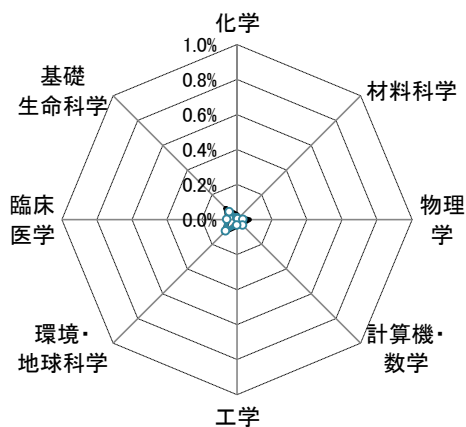 化学
1.0%
0.8%
0.6%
0.4%
0.2%
0.0%
基礎
生命科学
材料科学
臨床
医学
物理
学
環境・
地球科学
計算機・
数学
工学